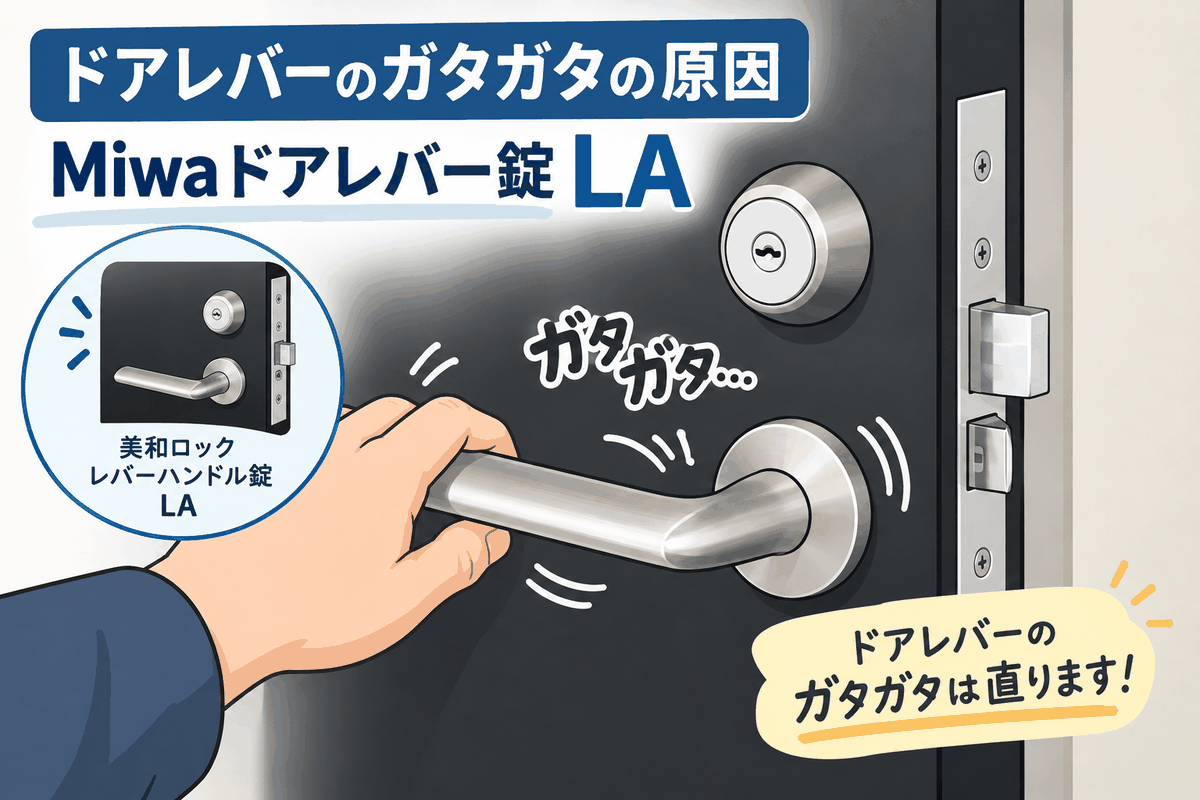 ドアレバーのガタガタの原因
Miwaドアレバー錠 LA
ガタガタ…
美和ロック
レバーハンドル錠
LA
ドアレバーの
ガタガタは直ります!